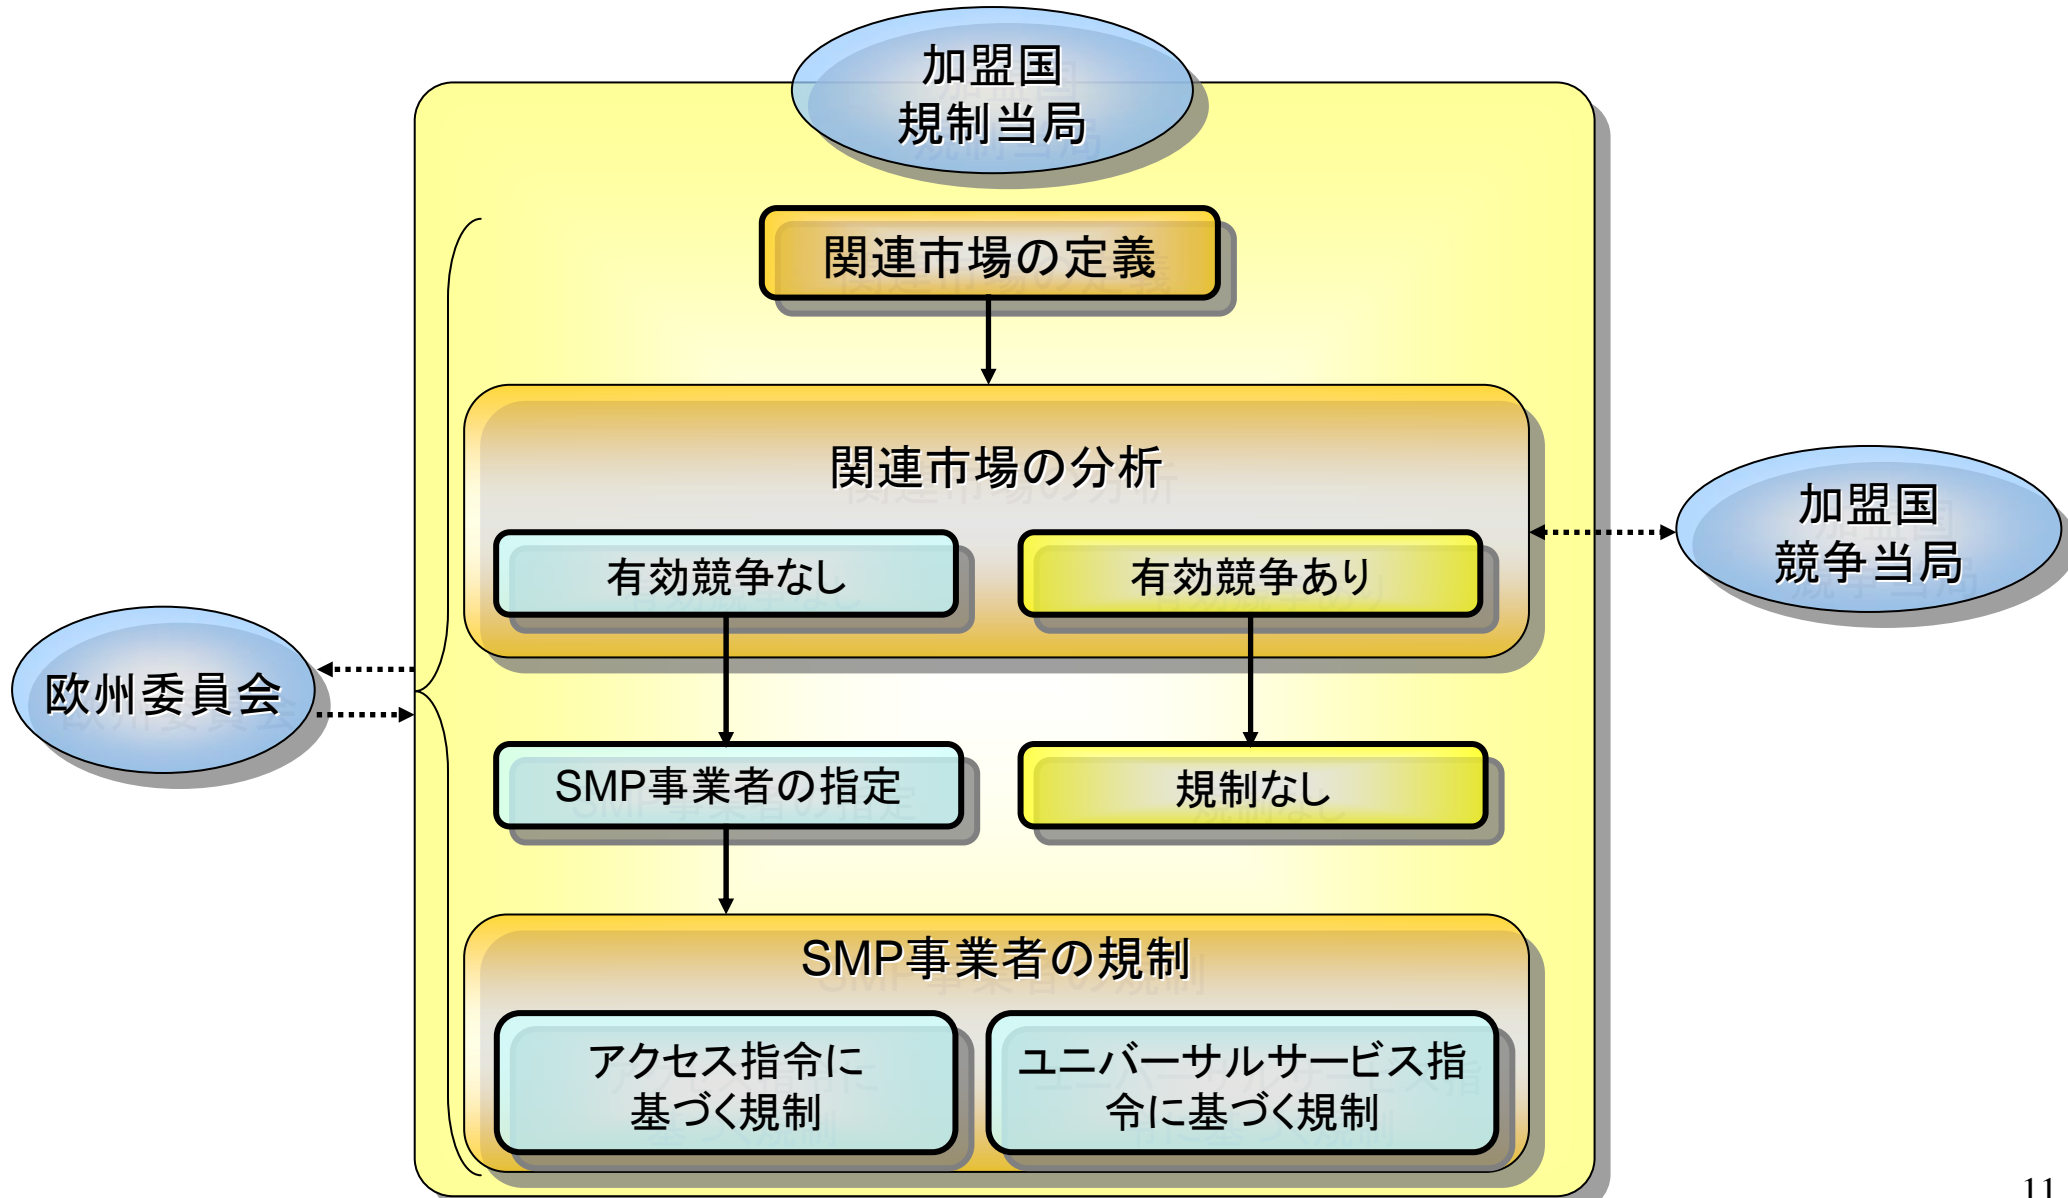 加盟国
規制当局
関連市場の定義
関連市場の分析
有効競争なし
有効競争あり
加盟国
競争当局
欧州委員会
SMP事業者の指定
規制なし
SMP事業者の規制
アクセス指令に
基づく規制
ユニバーサルサービス指
令に基づく規制
11